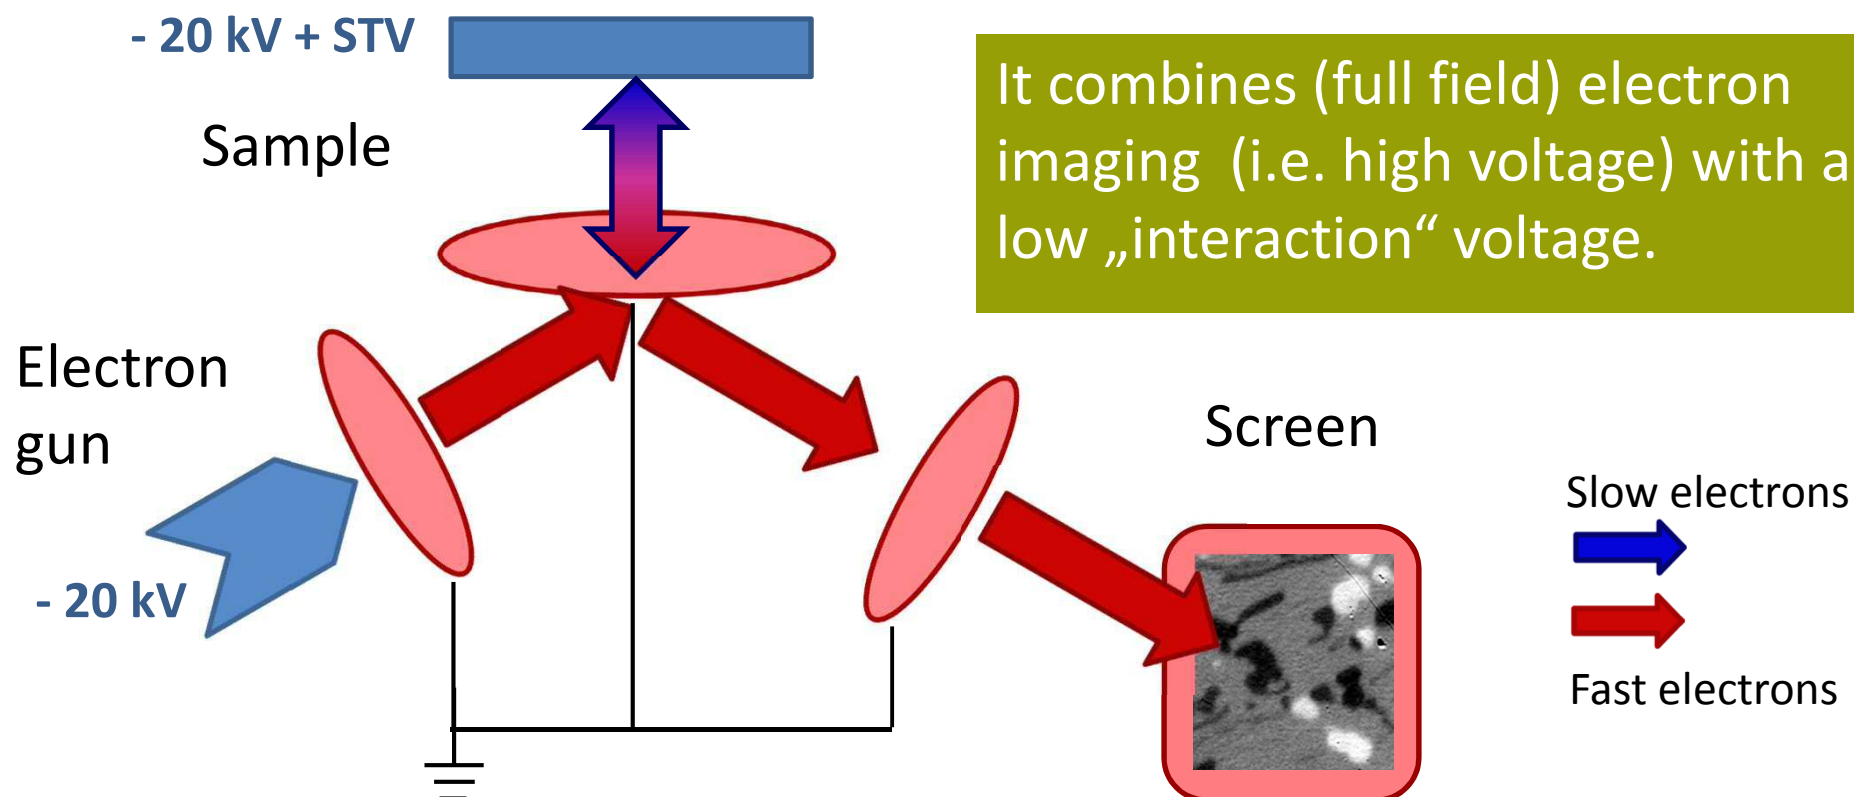 - 20 kV + STV
Sample
It combines (full field) electron
imaging  (i.e. high voltage) with a
low „interaction“ voltage.
Electron
gun
- 20 kV
Screen
Slow electrons
Fast electrons